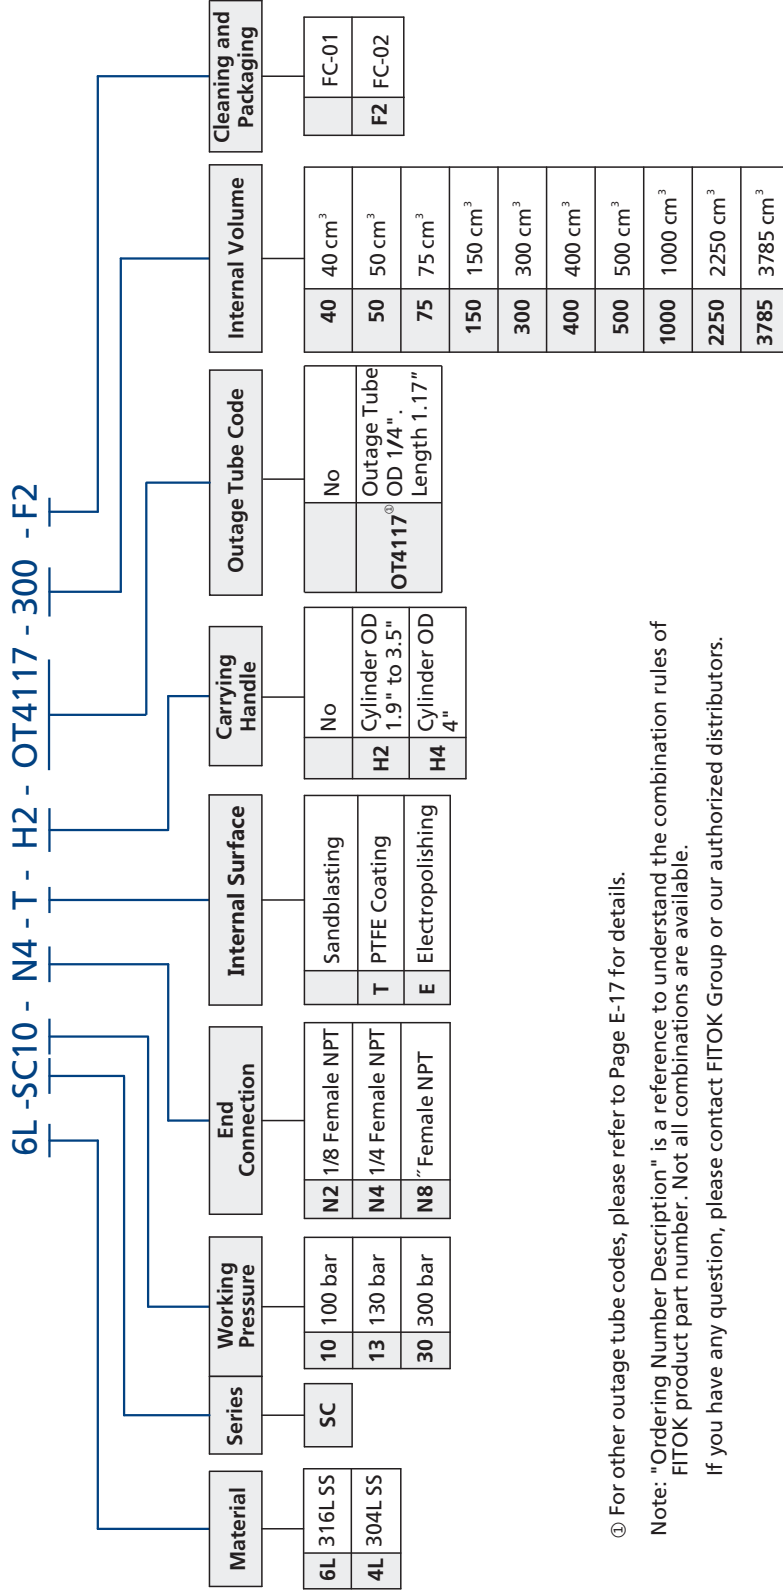 6L -SC10 - N4 - T - H2 - OT4117 - 300 - F2
Material
6L 316L SS
4L 304L SS
Series
SC
Working
Pressure
10 100 bar
13 130 bar
30 300 bar
End
Connection
N2 1/8 Female NPT
N4 1/4 Female NPT
N8 ″Female NPT
Internal Surface
Sandblasting
T PTFE Coating
E Electropolishing
Carrying
Handle
No
H2 Cylinder OD
1.9" to 3.5"
H4 Cylinder OD
4"
Outage Tube Code
No
OT4117① Outage Tube
OD 1/4" .
Length 1.17″
Internal Volume
40 40 cm³
50 50 cm³
75 75 cm³
150 150 cm³
300 300 cm³
400 400 cm³
500 500 cm³
1000 1000 cm³
2250 2250 cm³
3785 3785 cm³
Cleaning and
Packaging
FC-01
F2 FC-02
① For other outage tube codes, please refer to Page E-17 for details.
Note: "Ordering Number Description" is a reference to understand the combination rules of
FITOK product part number. Not all combinations are available.
If you have any question, please contact FITOK Group or our authorized distributors.